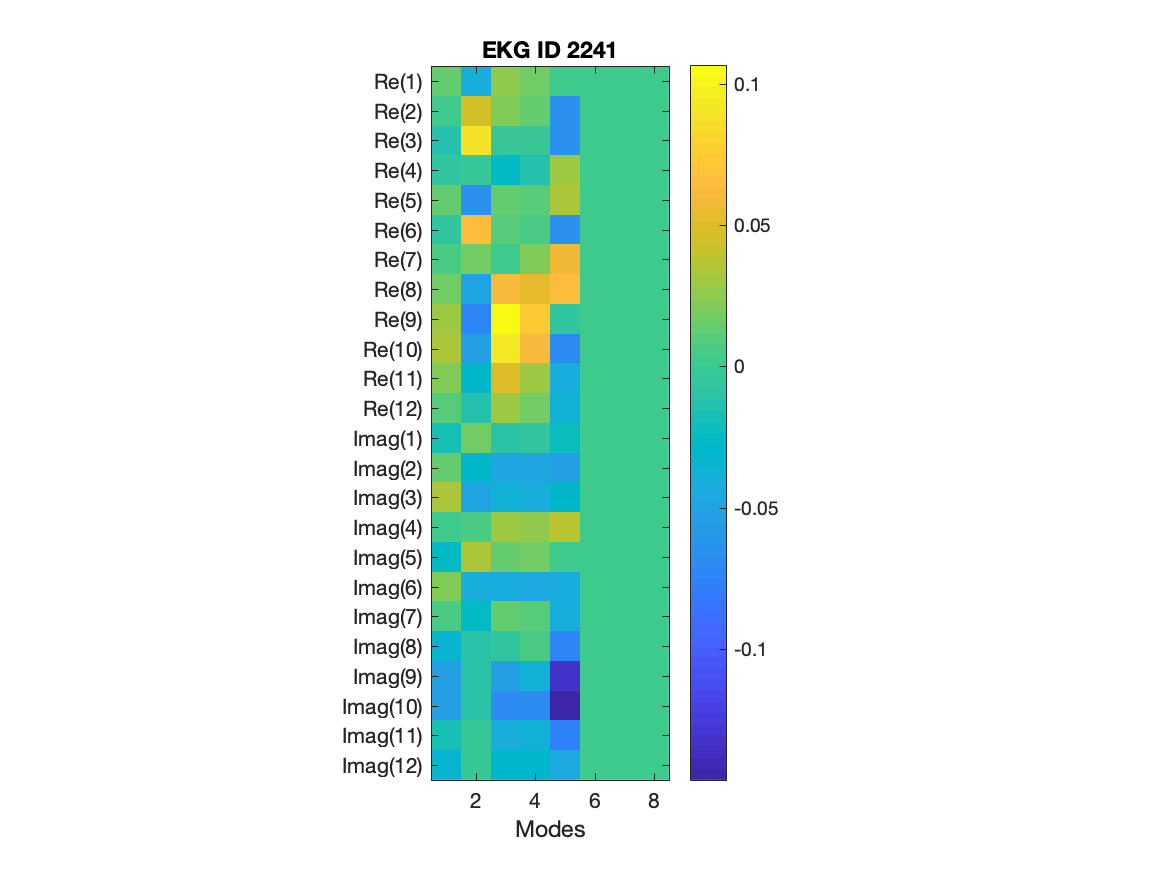 EKG ID 2241
Re(1)
Re(2)
Re(3)
Re(4)
Re(5)
Re(6)
Re(7)
Re(8)
Re(9)
Re(10)
Re(11)
Re(12)
Imag(1)
Imag(2)
Imag(3)
Imag(4)
Imag(5)
Imag(6)
Imag(7)
Imag(8)
Imag(9)
Imag(10)
Imag(11)
Imag(12)
2 4 6 8
Modes
0.1
0.05
0
-0.05
-0.1